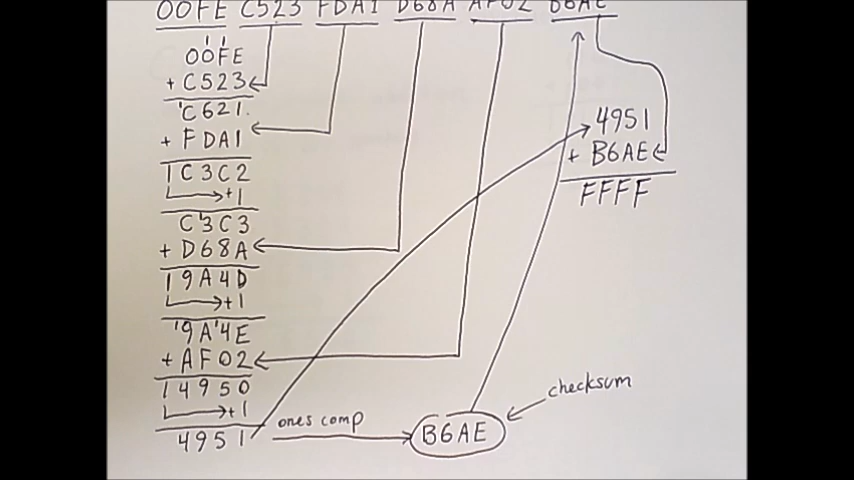 00FE C523 FDA1 D68A AF02 B6AE
00FE
+ C523
C621
+ FDA1
1C3C2
+1
C3C3
+ D68A
19A4D
+1
9A4E
+ AF02
14950
+1
4951
ones comp
B6AE
checksum
4951
+ B6AE
FFFF